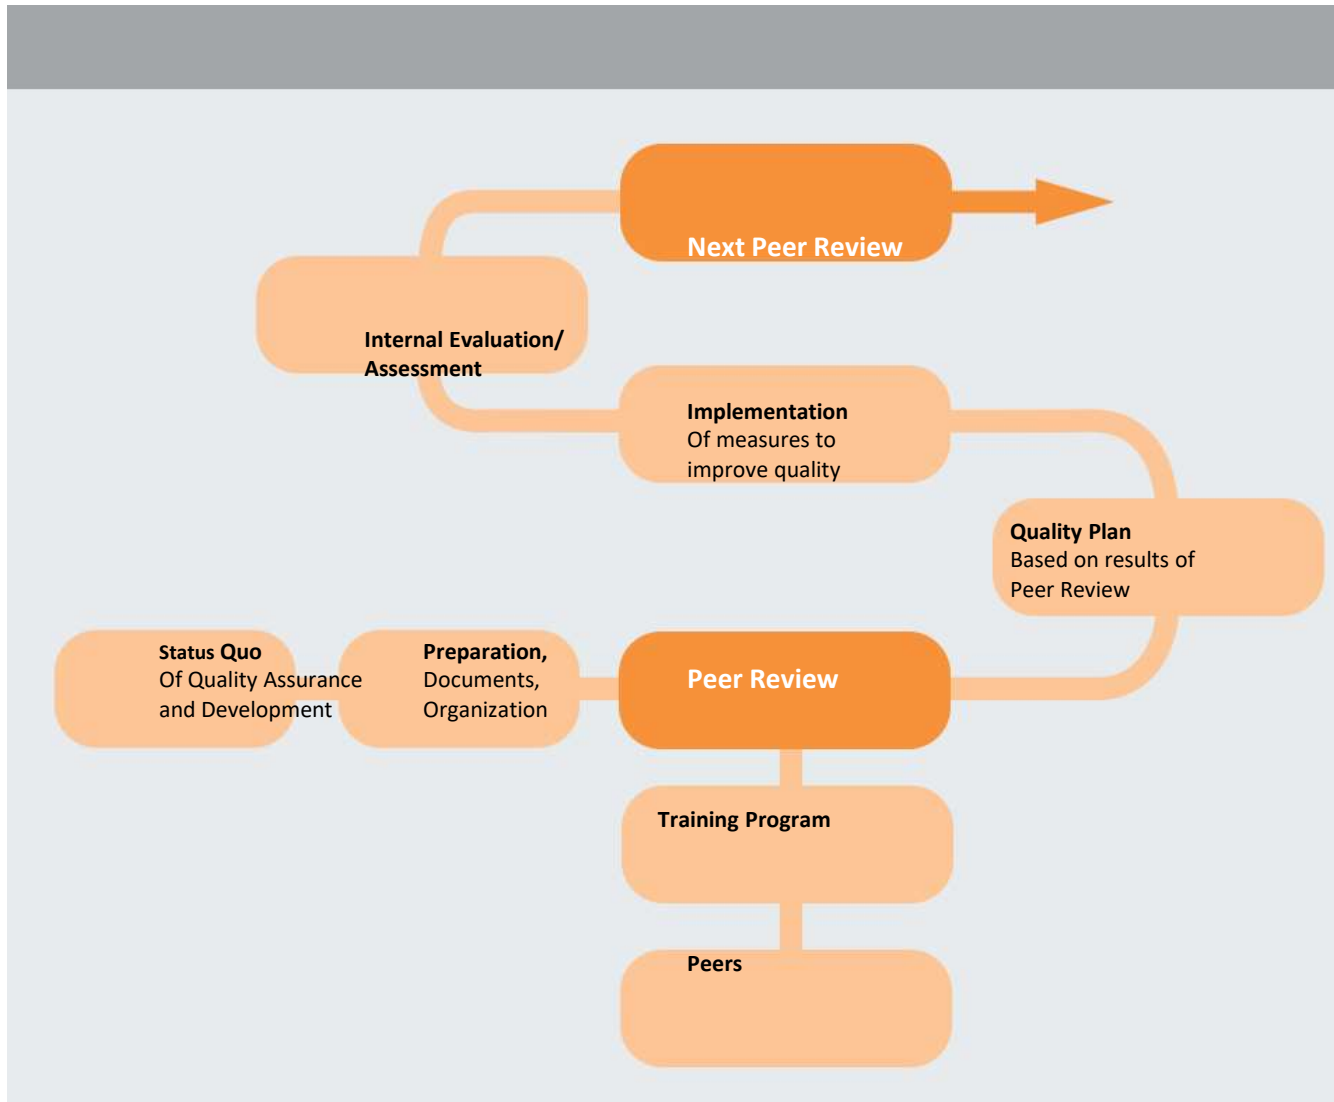 Next Peer Review
Internal Evaluation/
Assessment
Implementation
Of measures to
improve quality
Quality Plan
Based on results of
Peer Review
Status Quo
Of Quality Assurance
and Development
Preparation,
Documents,
Organization
Peer Review
Training Program
Peers